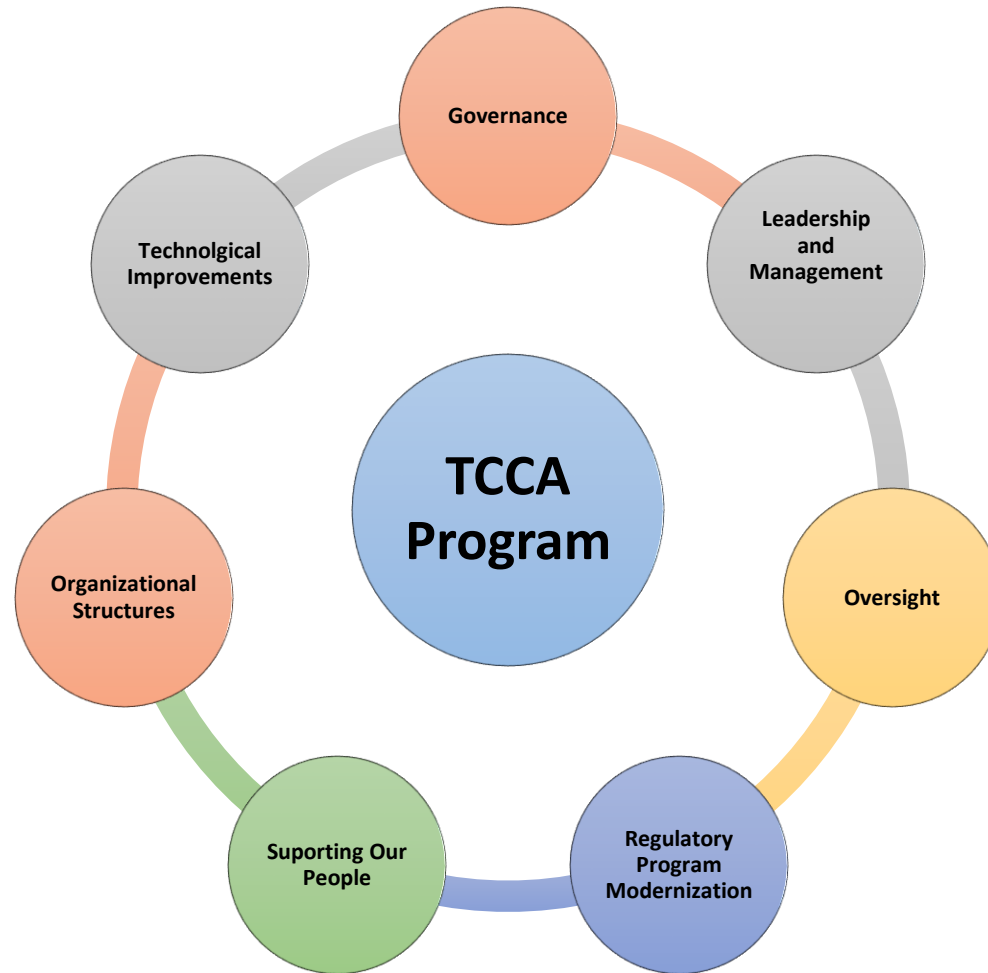 Governance
Leadership
and
Management
Oversight
Regulatory
Program
Modernization
Suporting Our
People
Organizational
Structures
Technolgical
Improvements
TCCA
Program